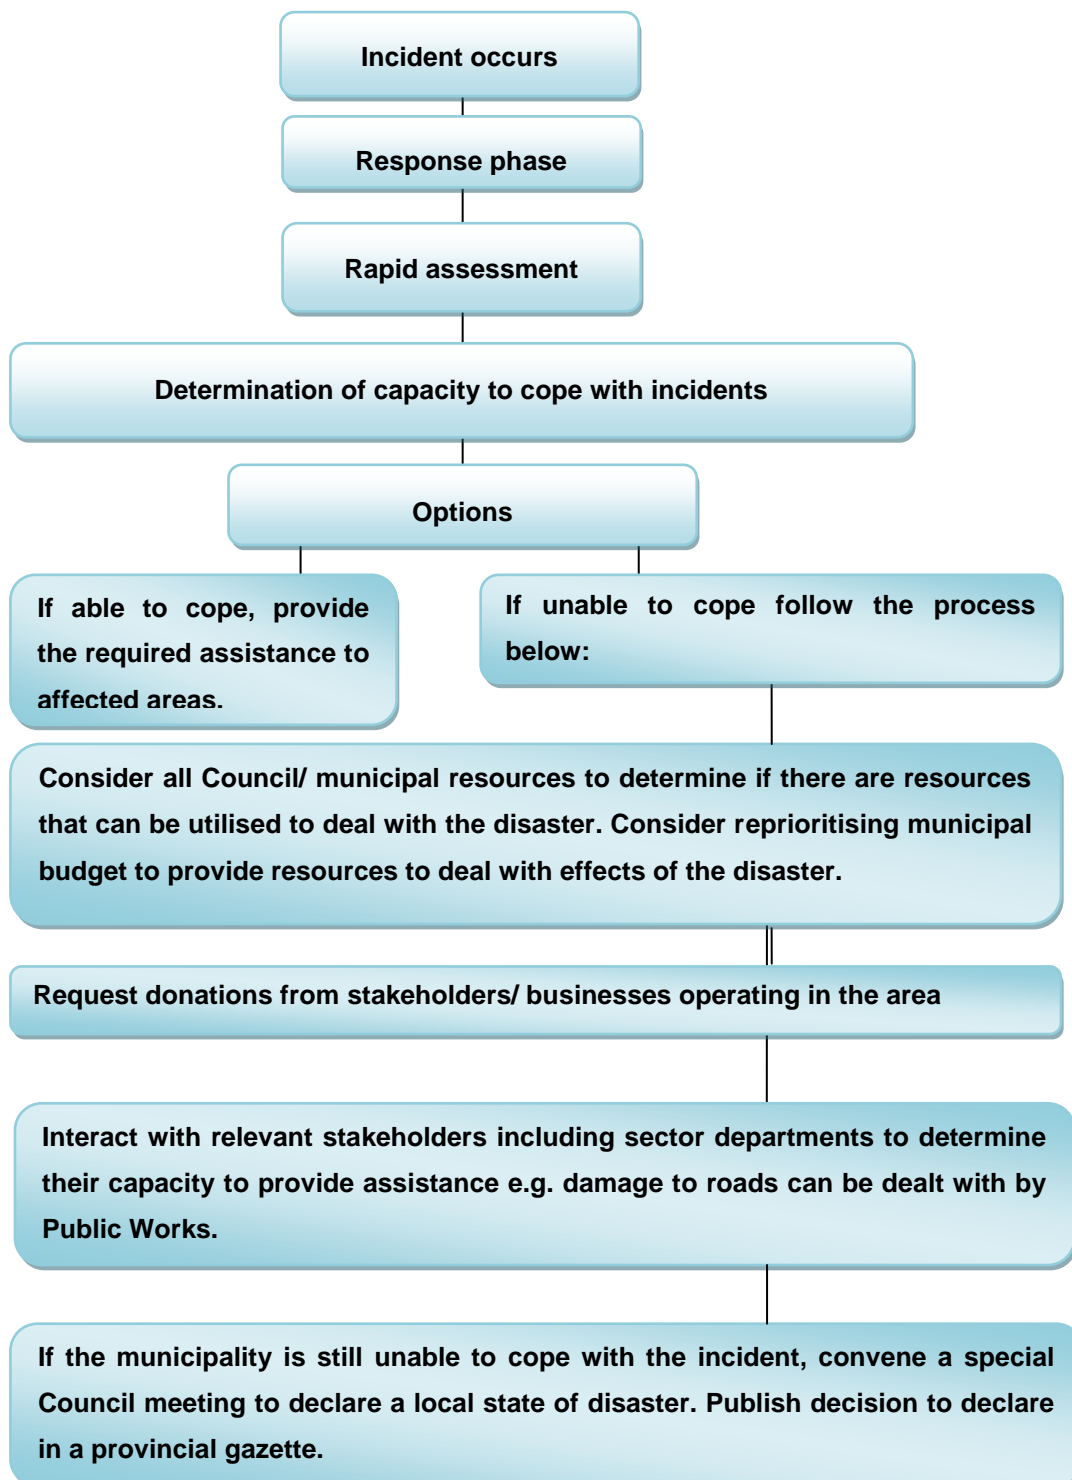 Incident occurs
Response phase
Rapid assessment
Determination of capacity to cope with incidents
Options
If able to cope, provide
the required assistance to
affected areas.
If unable to cope follow the process
below:
Consider all Council/ municipal resources to determine if there are resources
that can be utilised to deal with the disaster. Consider reprioritising municipal
budget to provide resources to deal with effects of the disaster.
Request donations from stakeholders/ businesses operating in the area
Interact with relevant stakeholders including sector departments to determine
their capacity to provide assistance e.g. damage to roads can be dealt with by
Public Works.
If the municipality is still unable to cope with the incident, convene a special
Council meeting to declare a local state of disaster. Publish decision to declare
in a provincial gazette.